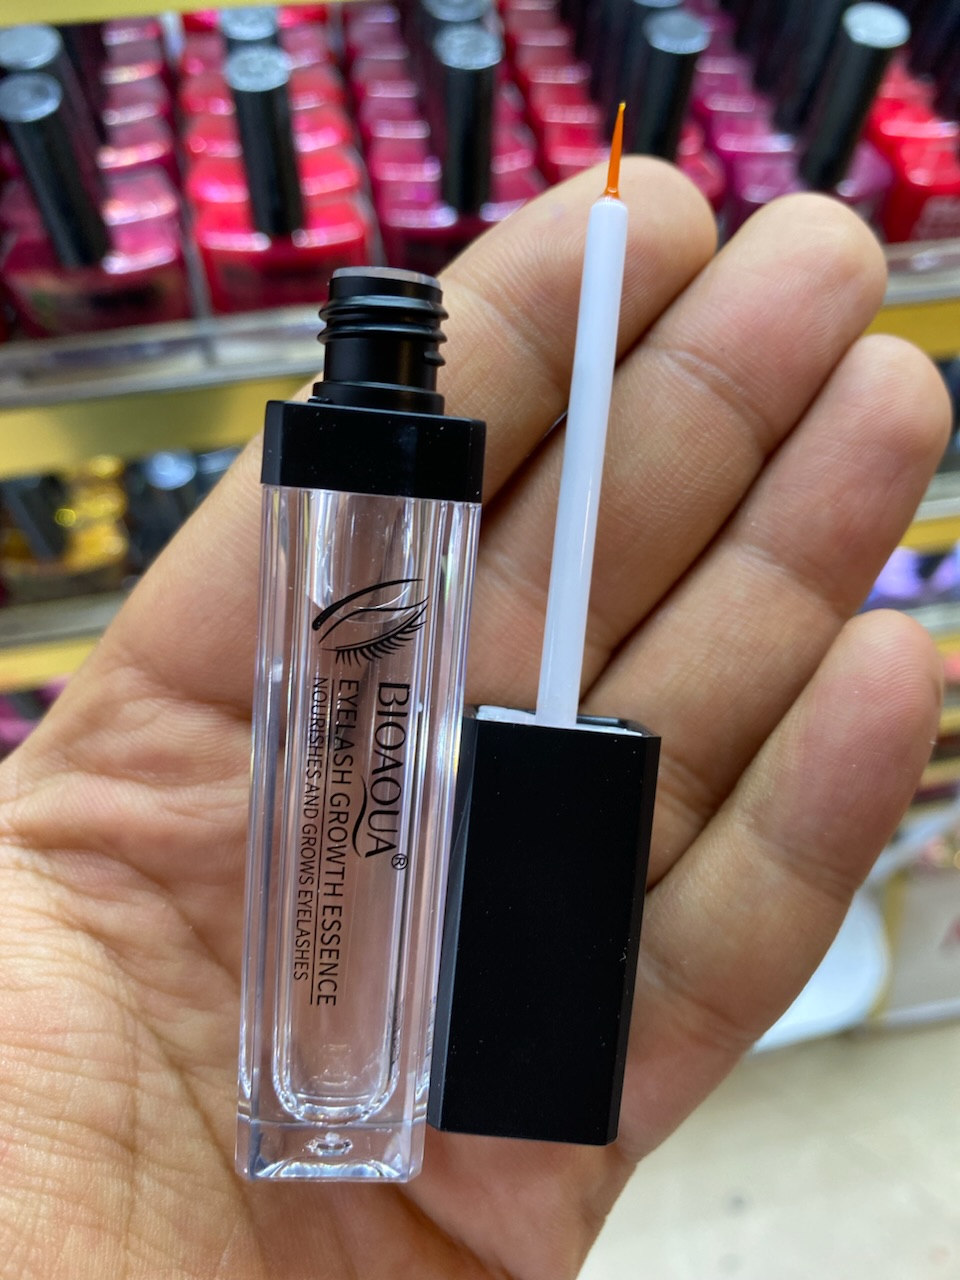 BIOAQUA®
EYELASH GROWTH ESSENCE
NOURISHES AND GROWS EYELASHES